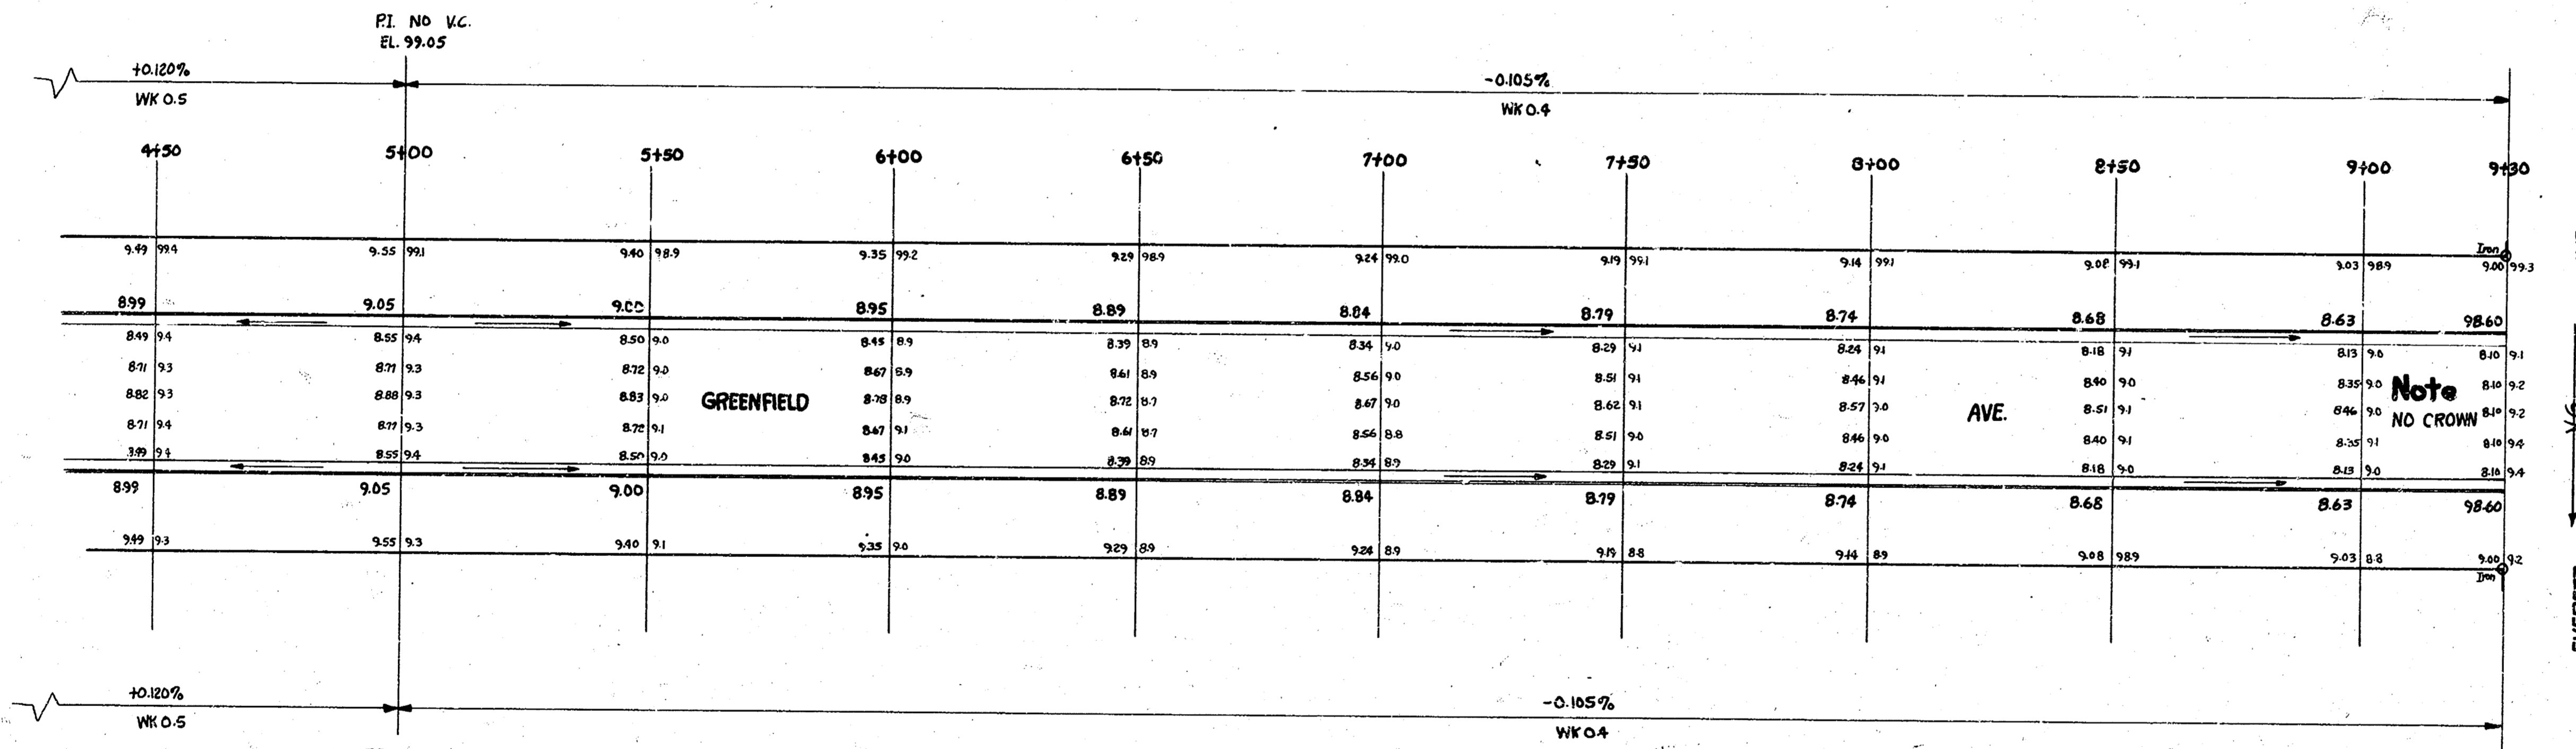 P.I. NO V.C.
EL. 99.05
+0.120% -0.105%
WK 0.5 WK 0.4
4+50 5+00 5+50 6+00 6+50 7+00 7+50 8+00 8+50 9+00 9+30
Iron
9.49 99.4 9.55 99.1 9.40 98.9 9.35 99.2 9.29 98.9 9.24 99.0 9.19 99.1 9.14 99.1 9.08 99.1 9.03 98.9 9.00 99.3
8.99 9.05 9.00 8.95 8.89 8.84 8.79 8.74 8.68 8.63 98.60
8.49 9.4 8.55 9.4 8.50 9.0 8.45 8.9 8.39 8.9 8.34 9.0 8.29 9.1 8.24 9.1 8.18 9.1 8.13 9.0 8.10 9.1
8.71 9.3 8.77 9.3 8.72 9.0 8.67 8.9 8.61 8.9 8.56 9.0 8.51 9.1 8.46 9.1 8.40 9.0 8.35 9.0 Note 8.10 9.2
8.82 9.3 8.88 9.3 8.83 9.0 GREENFIELD 8.78 8.9 8.72 8.7 8.67 9.0 8.62 9.1 8.57 9.0 AVE. 8.51 9.1 8.46 9.0 NO CROWN 8.10 9.2
8.71 9.4 8.77 9.3 8.72 9.1 8.67 9.1 8.61 8.7 8.56 8.8 8.51 9.0 8.46 9.0 8.40 9.1 8.35 9.1 8.10 9.4
9.4 8.55 9.4 8.50 9.0 8.45 9.0 8.39 8.9 8.34 8.9 8.29 9.1 8.24 9.1 8.18 9.0 8.13 9.0 8.10 9.4
8.99 9.05 9.00 8.95 8.89 8.84 8.79 8.74 8.68 8.63 98.60
9.49 9.3 9.55 9.3 9.40 9.1 9.35 9.0 9.29 8.9 9.24 8.9 9.19 8.8 9.14 8.9 9.08 98.9 9.03 8.8 9.00 9.2
Iron
+0.120% -0.105%
WK 0.5 WK 0.4